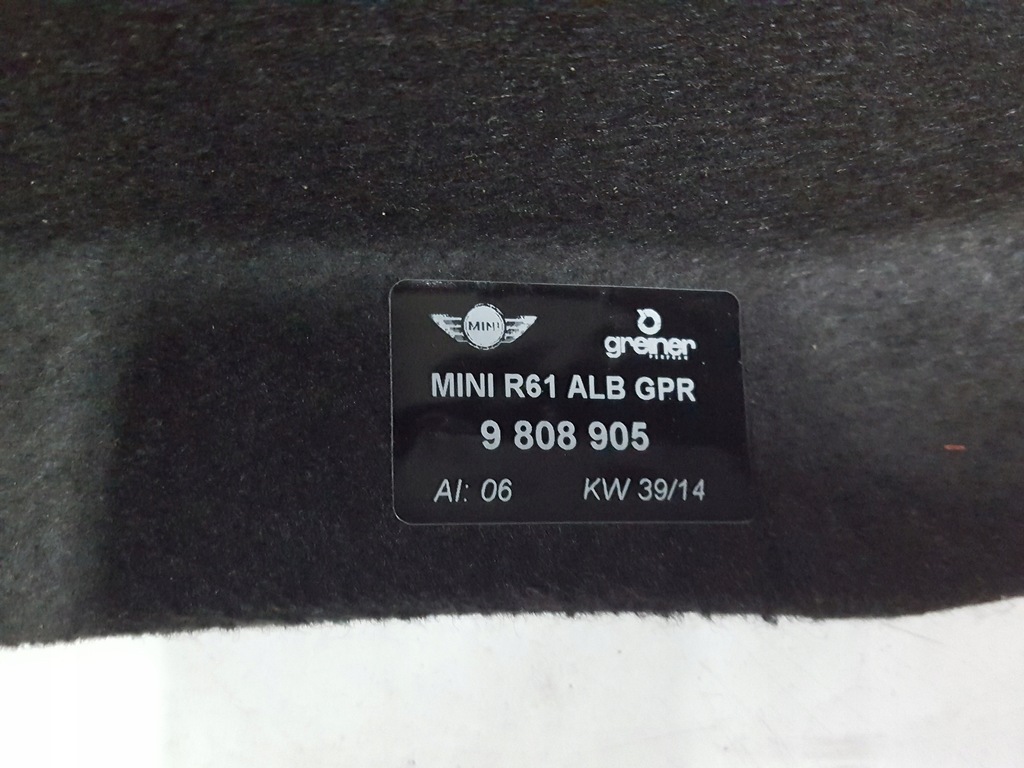 MINI
greiner
MINI R61 ALB GPR
9 808 905
AI: 06 KW 39/14